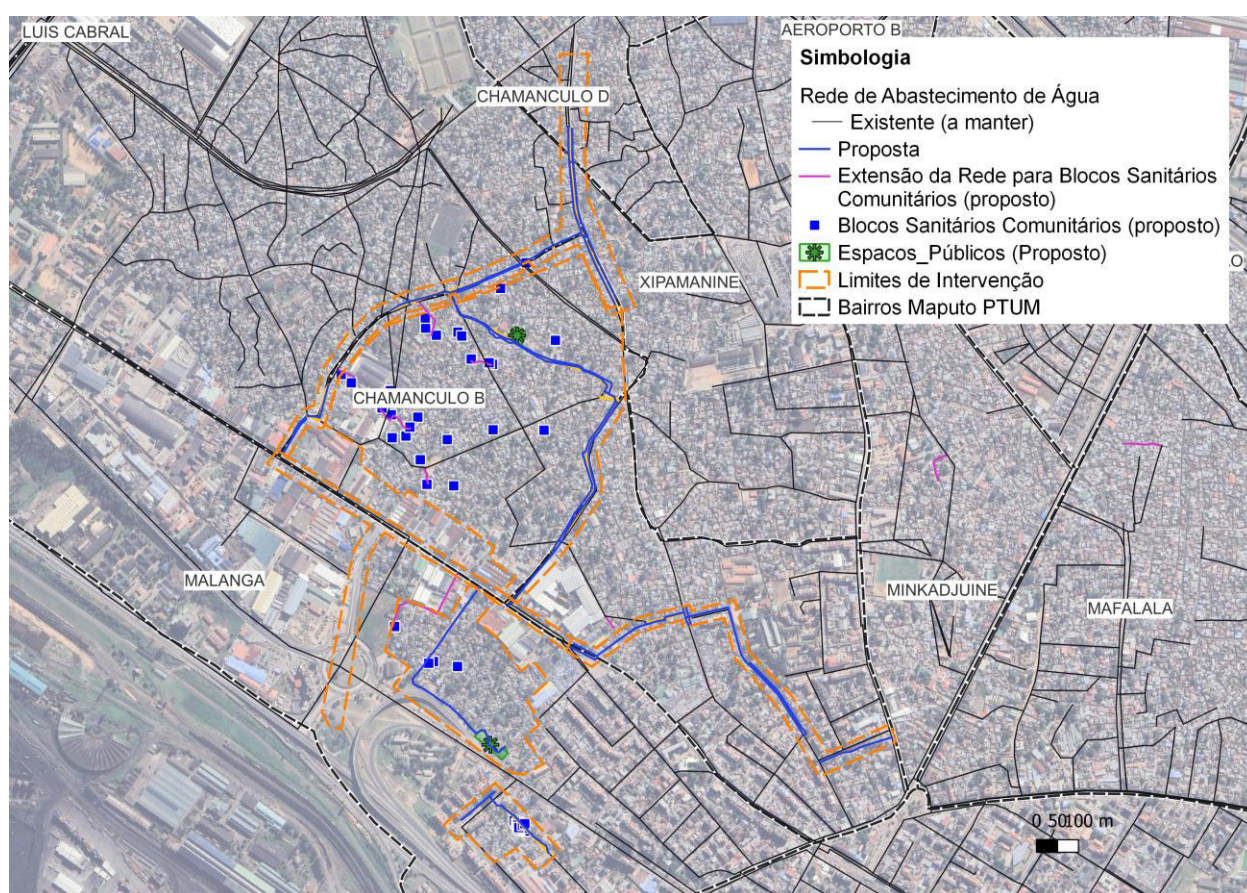 LUIS CABRAL
AEROPORTO B
Simbologia
Rede de Abastecimento de Água
Existente (a manter)
Proposta
Extensão da Rede para Blocos Sanitários
Comunitários (proposto)
Blocos Sanitários Comunitários (proposto)
Espacos_Públicos (Proposto)
Limites de Intervenção
Bairros Maputo PTUM
CHAMANCULO D
XIPAMANINE
O
CHAMANCULO B
MALANGA
MINKADJUINE
MAFALALA
0 50100 m